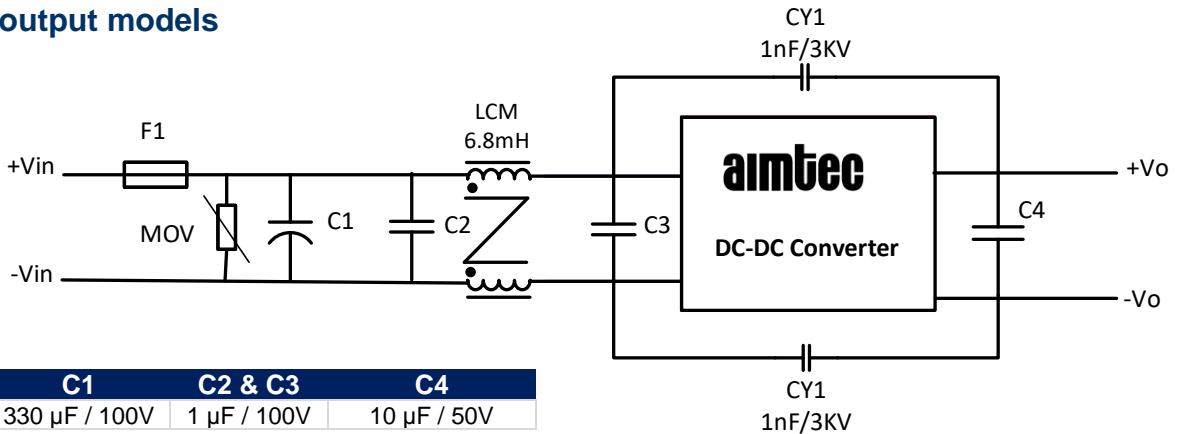 output models
CY1
1nF/3KV
LCM
6.8mH
F1
+Vin
aimtec
+Vo
MOV
C1
C2
C3
C4
DC-DC Converter
-Vin
-Vo
C1 C2 & C3 C4
330 µF / 100V 1 µF / 100V 10 µF / 50V
CY1
1nF/3KV